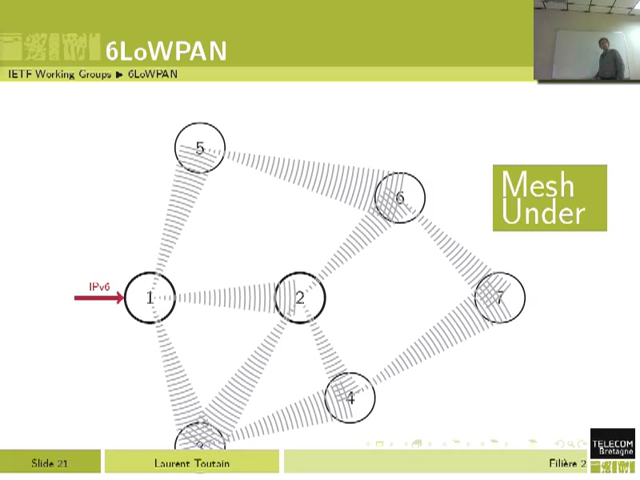 6LoWPAN
IETF Working Groups ▶ 6LoWPAN
5
6
Mesh
Under
IPv6
1
2
7
4
TELECOM
Bretagne
Slide 21
Laurent Toutain
Filière 2